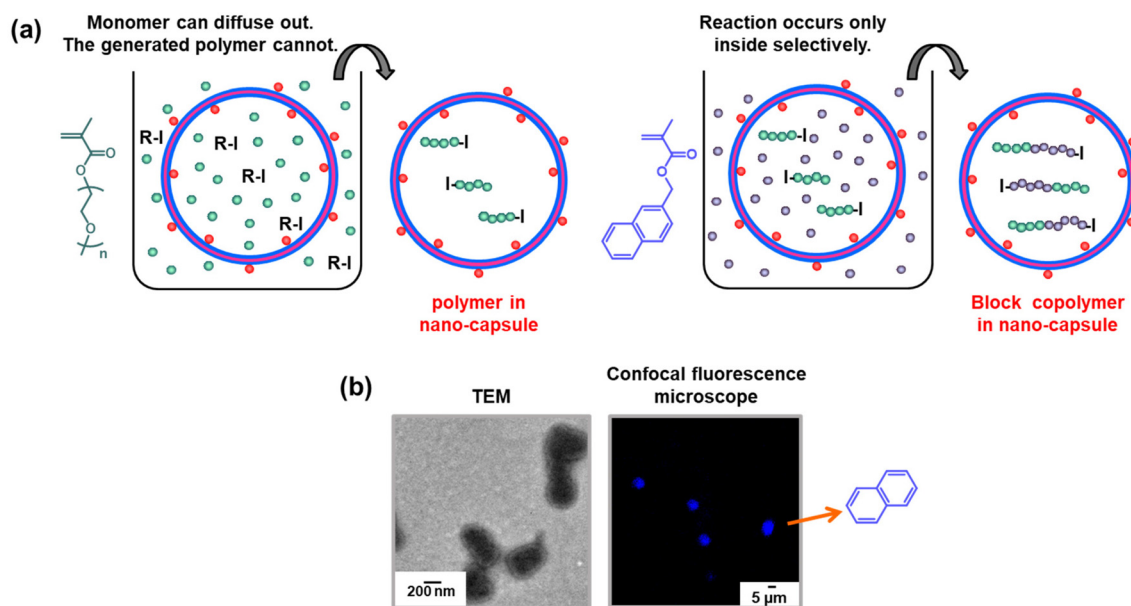 (a)
Monomer can diffuse out.
The generated polymer cannot.
R-I
R-I
R-I
R-I
R-I
O
O
O
n
-I
I-
-I
polymer in
nano-capsule
Reaction occurs only
inside selectively.
O
O
-I
I-
-I
-I
I-
-I
Block copolymer
in nano-capsule
(b)
TEM
200 nm
Confocal fluorescence
microscope
5 µm